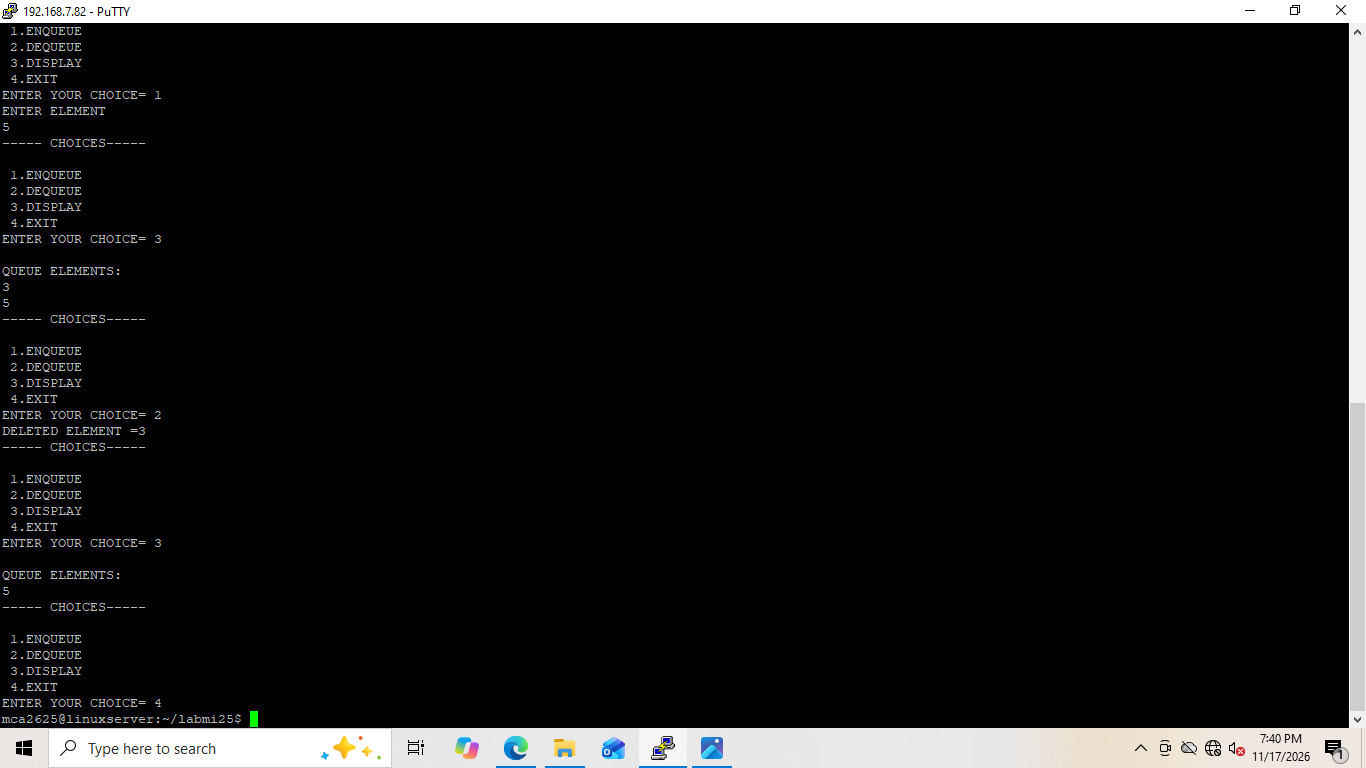 192.168.7.82 - PuTTY
1.ENQUEUE
2.DEQUEUE
3.DISPLAY
4.EXIT
ENTER YOUR CHOICE= 1
ENTER ELEMENT
5
----- CHOICES-----
1.ENQUEUE
2.DEQUEUE
3.DISPLAY
4.EXIT
ENTER YOUR CHOICE= 3
QUEUE ELEMENTS:
3
5
----- CHOICES-----
1.ENQUEUE
2.DEQUEUE
3.DISPLAY
4.EXIT
ENTER YOUR CHOICE= 2
DELETED ELEMENT =3
----- CHOICES-----
1.ENQUEUE
2.DEQUEUE
3.DISPLAY
4.EXIT
ENTER YOUR CHOICE= 3
QUEUE ELEMENTS:
5
----- CHOICES-----
1.ENQUEUE
2.DEQUEUE
3.DISPLAY
4.EXIT
ENTER YOUR CHOICE= 4
mca2625@linuxserver:~/labmi25$
Type here to search
7:40 PM
11/17/2026
1